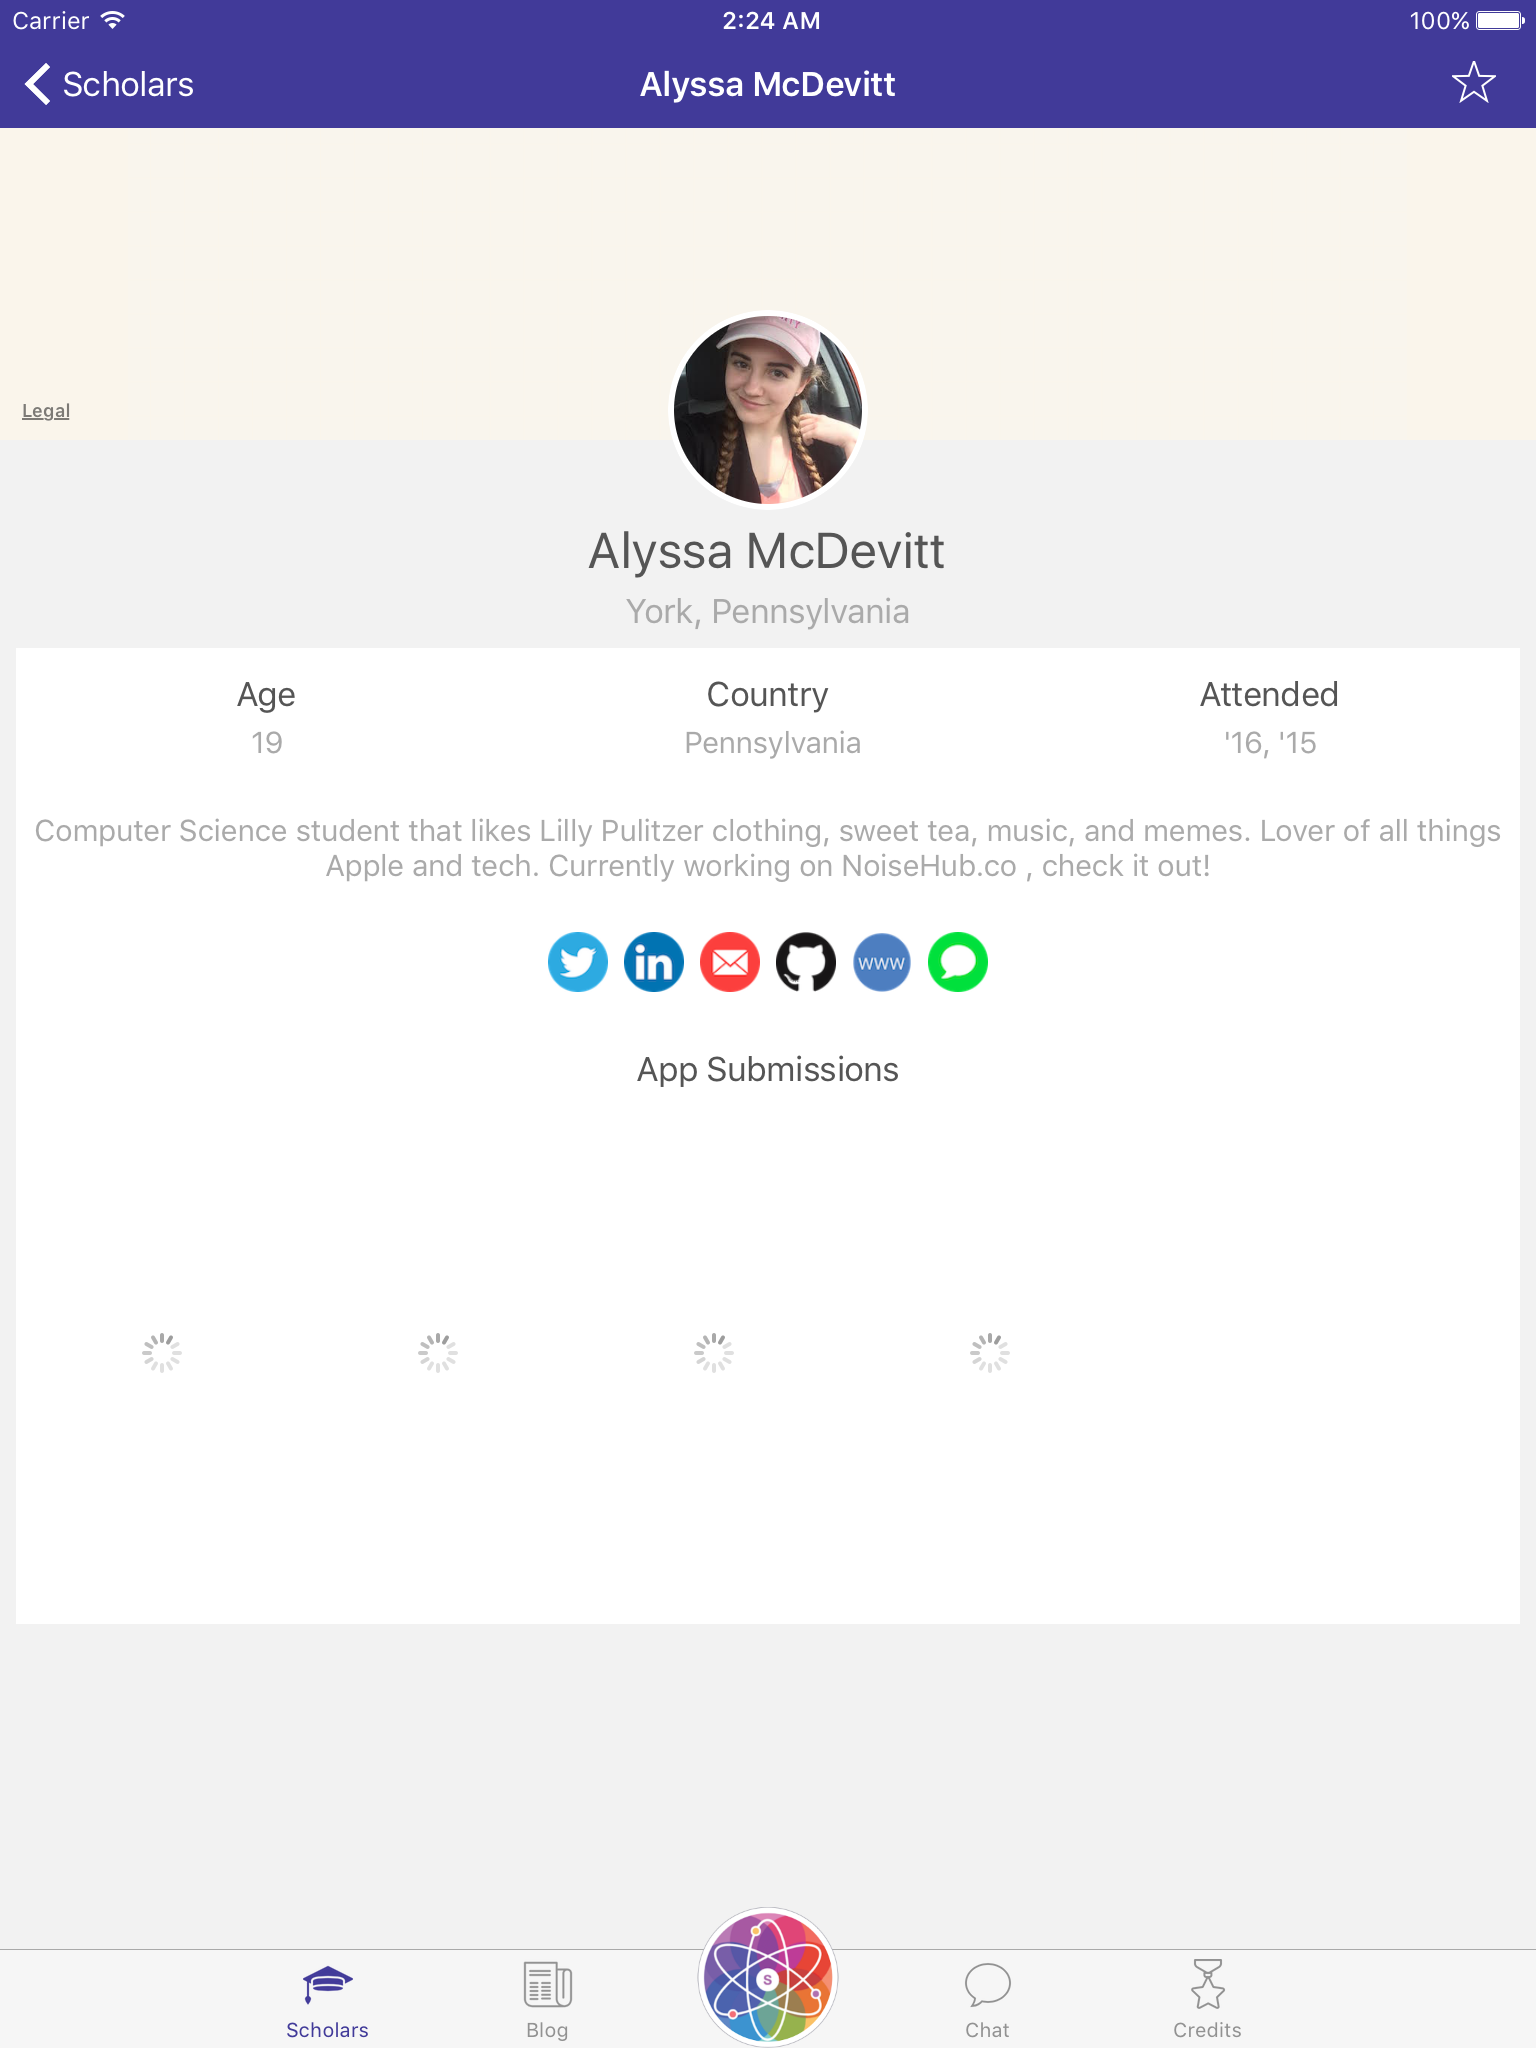 Carrier 2:24 AM 100%
Scholars Alyssa McDevitt
Legal
Alyssa McDevitt
York, Pennsylvania
Age Country Attended
19 Pennsylvania '16, '15
Computer Science student that likes Lilly Pulitzer clothing, sweet tea, music, and memes. Lover of all things
Apple and tech. Currently working on NoiseHub.co , check it out!
in www
App Submissions
S
Scholars Blog Chat Credits